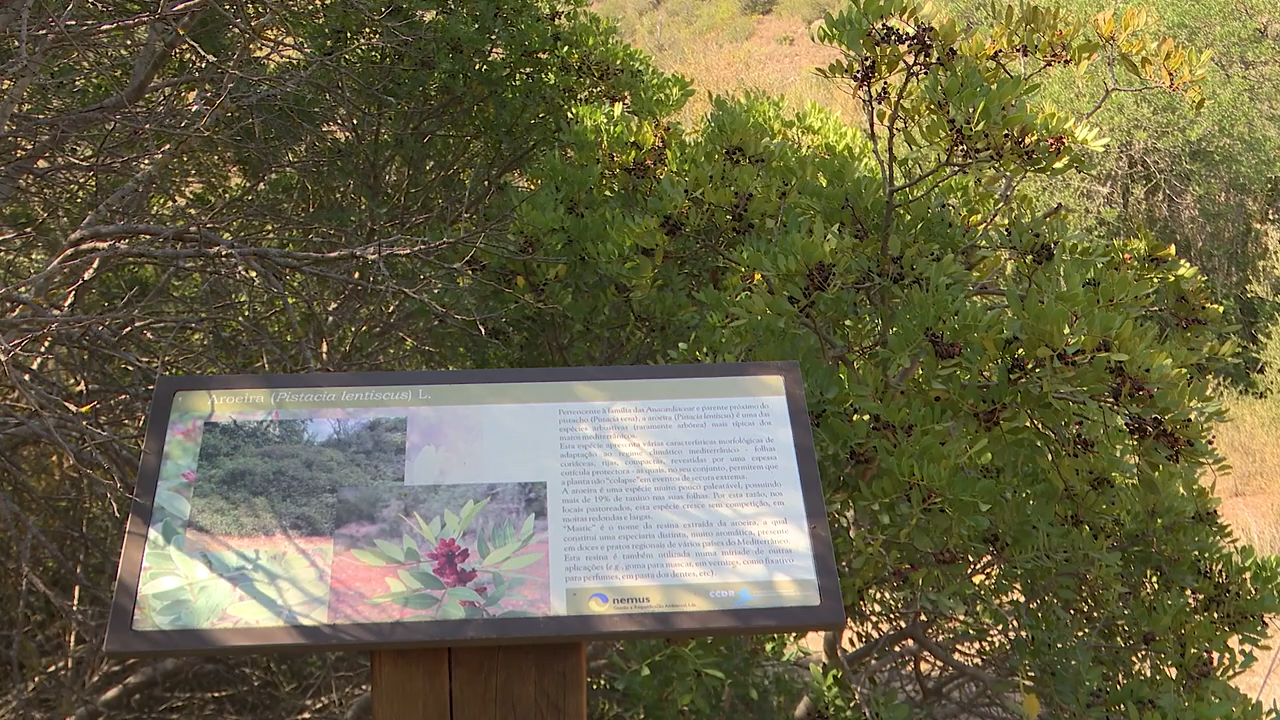 Aroeira (Pistacia lentiscus) L.
Pertencente à família das Anacardiaceae e parente próximo do
pistacho (Pistacia vera), a aroeira (Pistacia lentiscus) é uma das
espécies arbustivas (raramente arbórea) mais típicas dos
matos mediterrânicos.
Esta espécie apresenta várias características morfológicas de
adaptação ao regime climático mediterrânico - folhas
coriáceas, rijas, compactas, revestidas por uma espessa
cutícula protectora - as quais, no seu conjunto, permitem que
a planta não "colapse" em eventos de secura extrema.
A aroeira é uma espécie muito pouco palatável, possuindo
mais de 19% de tanino nas suas folhas. Por esta razão, nos
locais pastoreados, esta espécie cresce sem competição, em
moitas redondas e largas.
"Mastic" é o nome da resina extraída da aroeira, a qual
constitui uma especiaria distinta, muito aromática, presente
em doces e pratos regionais de vários países do Mediterrâneo.
Esta resina é também utilizada numa miríade de outras
aplicações (e.g., goma para mascar, em vernizes, como fixativo
para perfumes, em pasta dos dentes, etc)
nemus CCDR
Gestão e Requalificação Ambiental, Lda